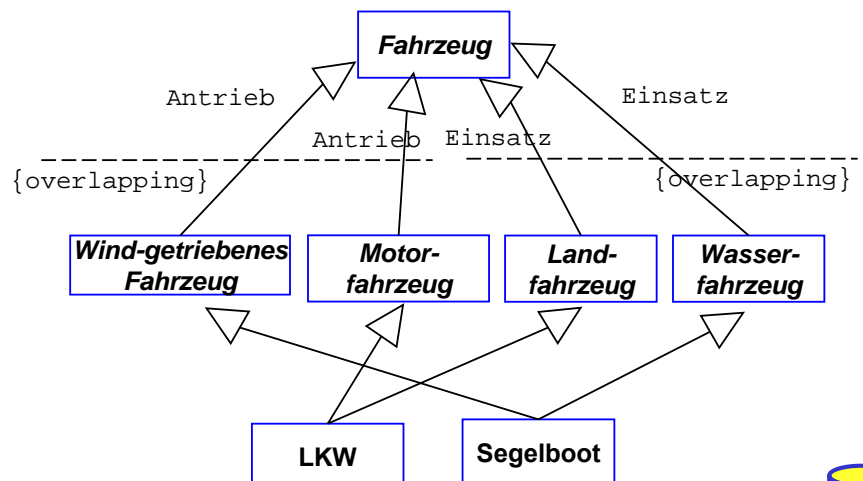 Fahrzeug
Antrieb
Einsatz
Antrieb
Einsatz
{overlapping}
{overlapping}
Wind-getriebenes
Fahrzeug
Motor-
fahrzeug
Land-
fahrzeug
Wasser-
fahrzeug
LKW
Segelboot